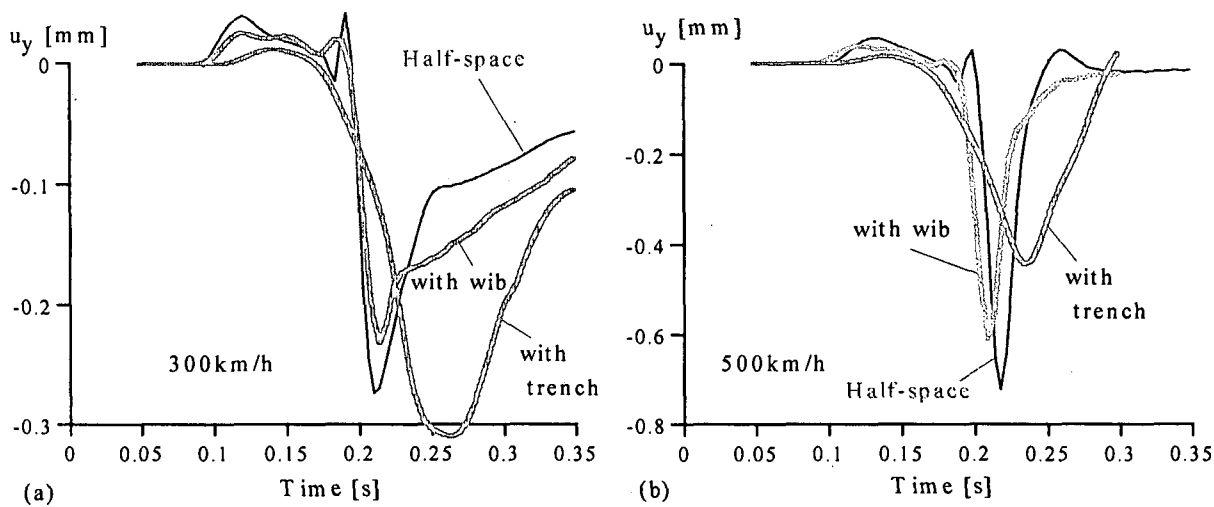 u_y [mm]
0
-0.1
-0.2
-0.3
0
0.05
0.1
0.15
0.2
0.25
0.3
0.35
Time [s]
(a)
300km/h
Half-space
with wib
with
trench
u_y [mm]
0
-0.2
-0.4
-0.6
-0.8
0
0.05
0.1
0.15
0.2
0.25
0.3
0.35
Time [s]
(b)
500km/h
with wib
with
trench
Half-space